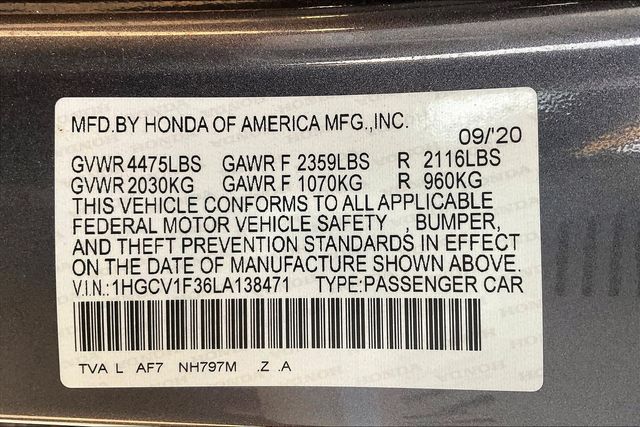 MFD.BY HONDA OF AMERICA MFG.,INC.
09/'20
GVWR 4475LBS GAWR F 2359LBS R 2116LBS
GVWR 2030KG GAWR F 1070KG R 960KG
THIS VEHICLE CONFORMS TO ALL APPLICABLE
FEDERAL MOTOR VEHICLE SAFETY , BUMPER,
AND THEFT PREVENTION STANDARDS IN EFFECT
ON THE DATE OF MANUFACTURE SHOWN ABOVE.
V.I.N.:1HGCV1F36LA138471 TYPE:PASSENGER CAR
TVA L AF7 NH797M .Z .A